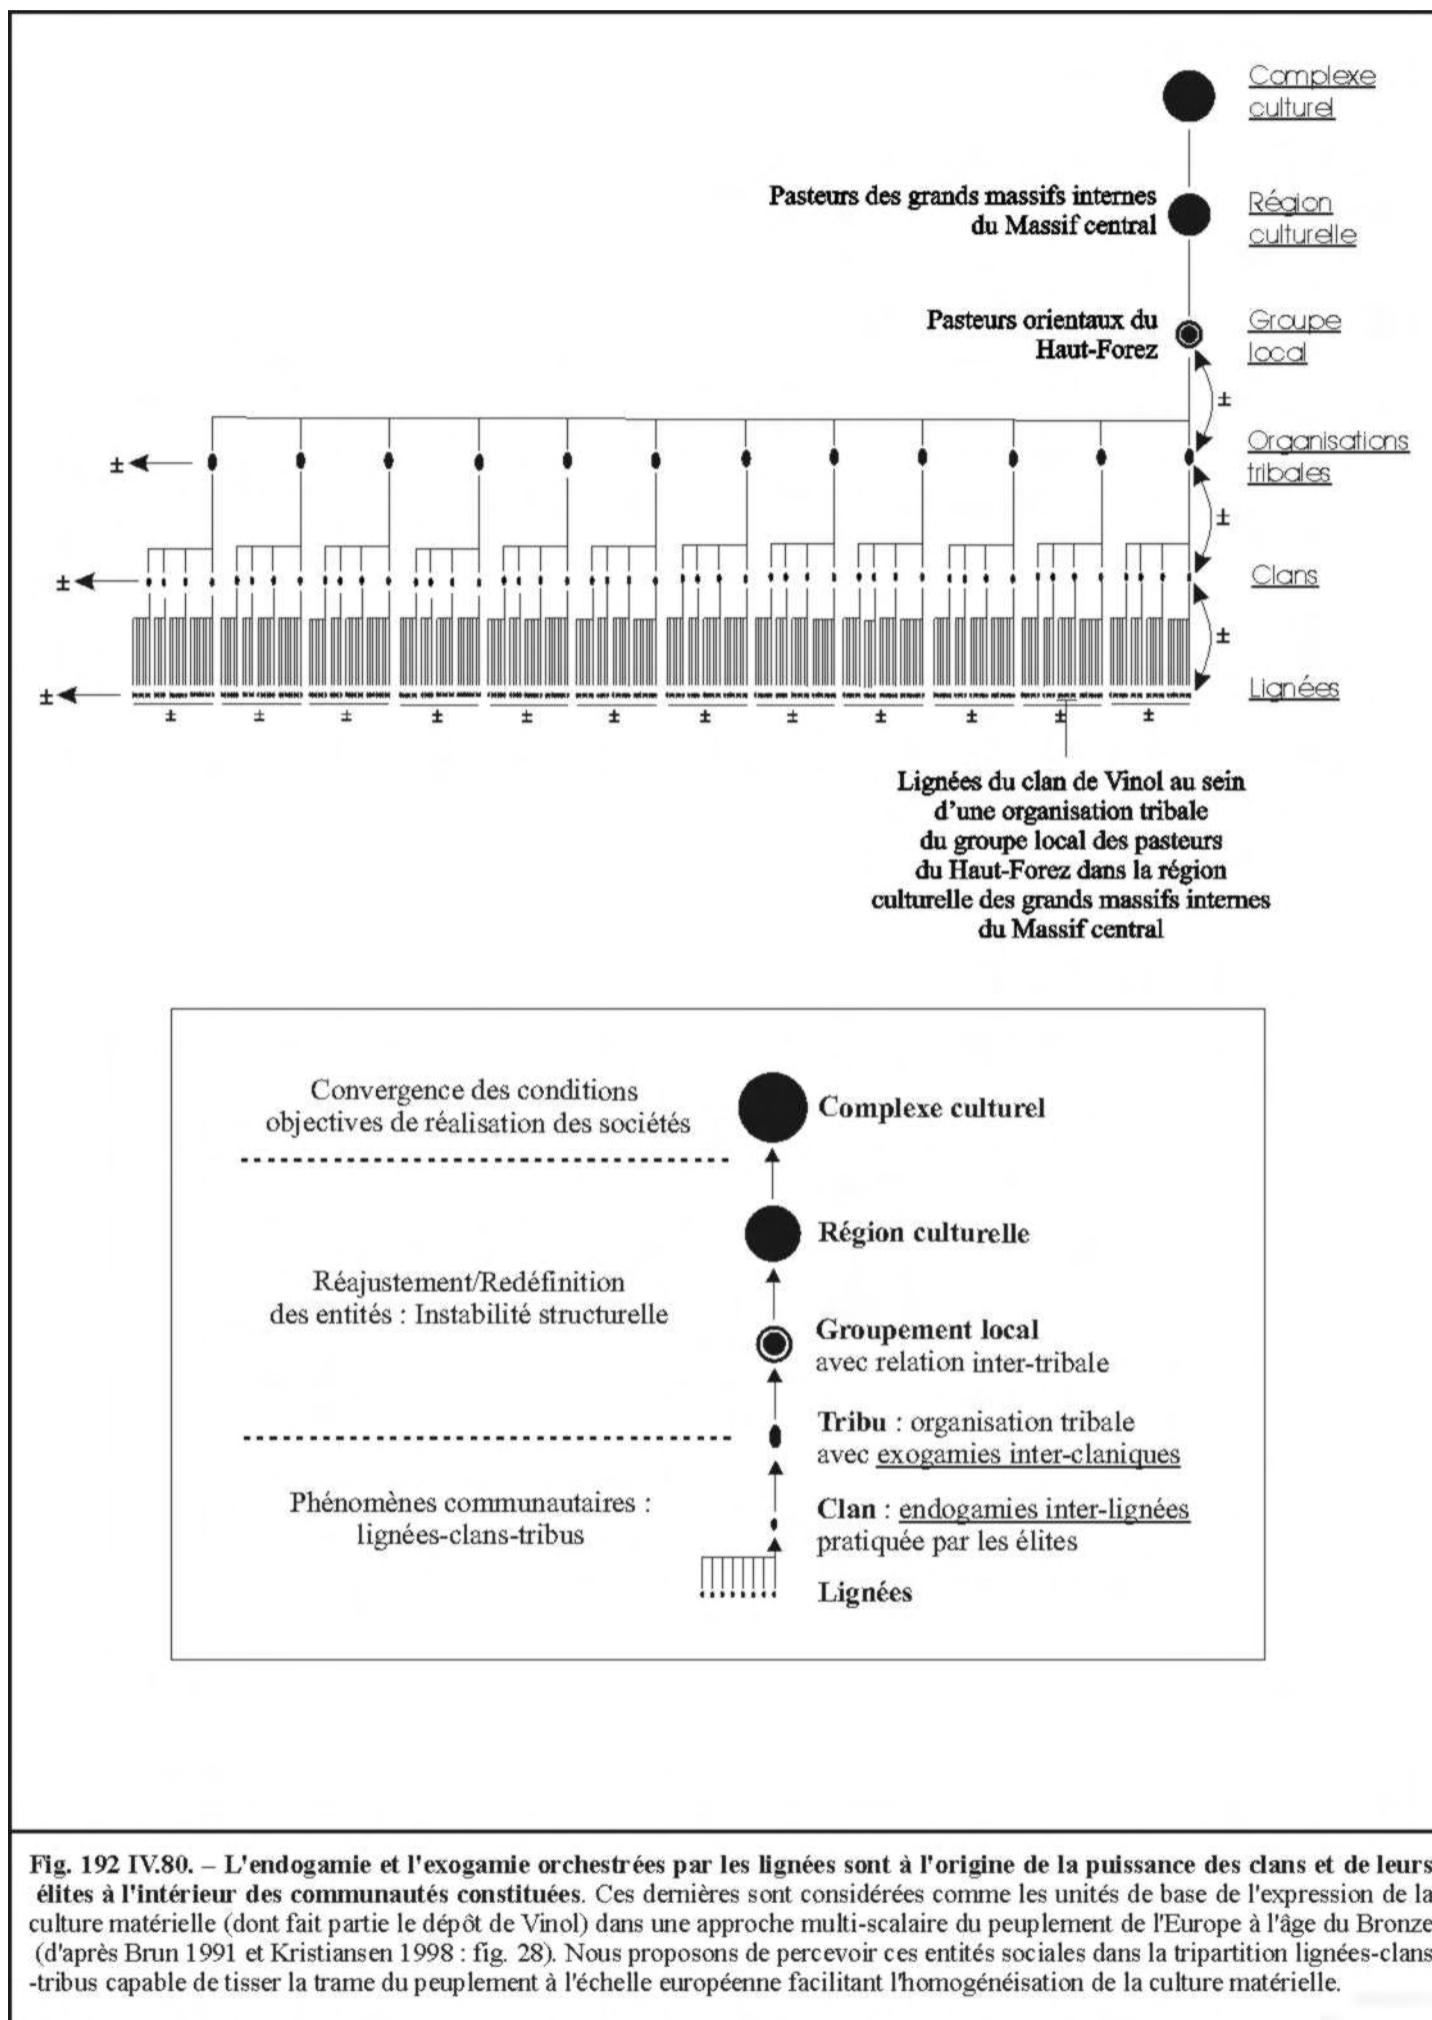 Complexe
culturel
Pasteurs des grands massifs internes
du Massif central
Région
culturelle
Pasteurs orientaux du
Haut-Forez
Groupe
local
±
±
Organisations
tribales
±
±
Clans
±
±
Lignées
± ± ± ± ± ± ± ± ± ± ± ±
Lignées du clan de Vinol au sein
d'une organisation tribale
du groupe local des pasteurs
du Haut-Forez dans la région
culturelle des grands massifs internes
du Massif central
Convergence des conditions
objectives de réalisation des sociétés
Complexe culturel
Région culturelle
Réajustement/Redéfinition
des entités : Instabilité structurelle
Groupement local
avec relation inter-tribale
Tribu : organisation tribale
avec exogamies inter-claniques
Phénomènes communautaires :
lignées-clans-tribus
Clan : endogamies inter-lignées
pratiquée par les élites
Lignées
Fig. 192 IV.80. – L'endogamie et l'exogamie orchestrées par les lignées sont à l'origine de la puissance des clans et de leurs
élites à l'intérieur des communautés constituées. Ces dernières sont considérées comme les unités de base de l'expression de la
culture matérielle (dont fait partie le dépôt de Vinol) dans une approche multi-scalaire du peuplement de l'Europe à l'âge du Bronze
(d'après Brun 1991 et Kristiansen 1998 : fig. 28). Nous proposons de percevoir ces entités sociales dans la tripartition lignées-clans
-tribus capable de tisser la trame du peuplement à l'échelle européenne facilitant l'homogénéisation de la culture matérielle.